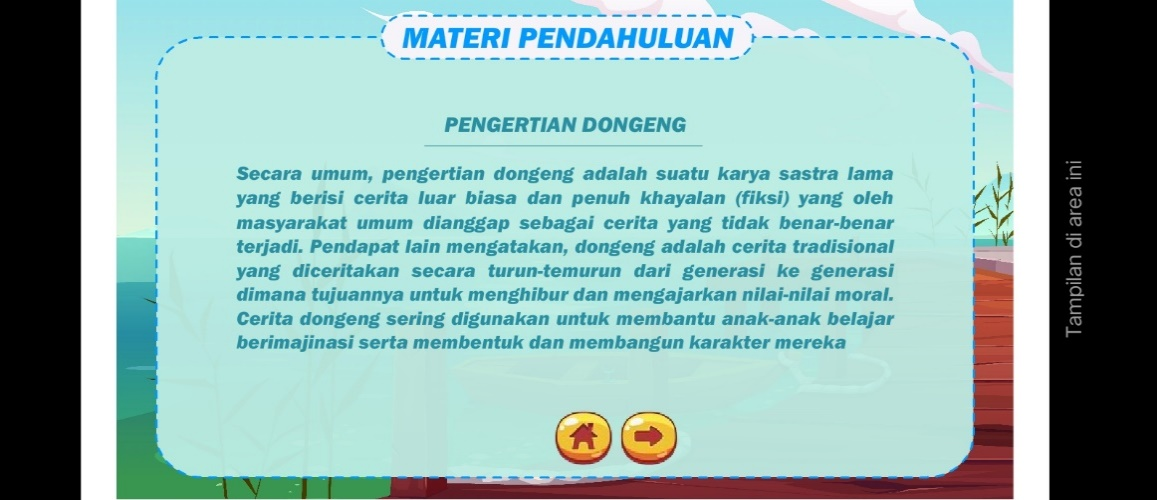 MATERI PENDAHULUAN
PENGERTIAN DONGENG
Secara umum, pengertian dongeng adalah suatu karya sastra lama
yang berisi cerita luar biasa dan penuh khayalan (fiksi) yang oleh
masyarakat umum dianggap sebagai cerita yang tidak benar-benar
terjadi. Pendapat lain mengatakan, dongeng adalah cerita tradisional
yang diceritakan secara turun-temurun dari generasi ke generasi
dimana tujuannya untuk menghibur dan mengajarkan nilai-nilai moral.
Cerita dongeng sering digunakan untuk membantu anak-anak belajar
berimajinasi serta membentuk dan membangun karakter mereka
Tampilan di area ini